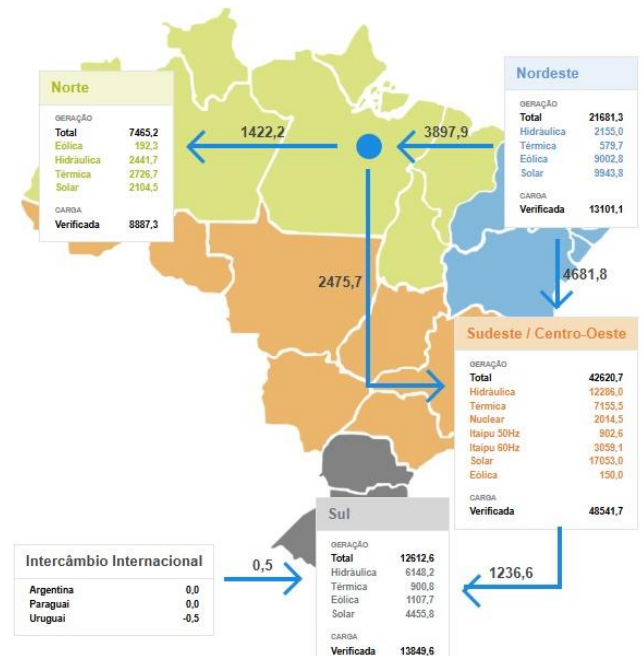 Norte
GERAÇÃO
Total 7465,2
Eólica 192,3
Hidráulica 2441,7
Térmica 2726,7
Solar 2104,5
CARGA
Verificada 8887,3
1422,2
3897,9
Nordeste
GERAÇÃO
Total 21681,3
Hidráulica 2155,0
Térmica 579,7
Eólica 9002,8
Solar 9943,8
CARGA
Verificada 13101,1
2475,7
4681,8
Sudeste / Centro-Oeste
GERAÇÃO
Total 42620,7
Hidráulica 12286,0
Térmica 7155,5
Nuclear 2014,5
Itaipu 50Hz 902,6
Itaipu 60Hz 3059,1
Solar 17053,0
Eólica 150,0
CARGA
Verificada 48541,7
Sul
GERAÇÃO
Total 12612,6
Hidráulica 6148,2
Térmica 900,8
Eólica 1107,7
Solar 4455,8
CARGA
Verificada 13849,6
Intercâmbio Internacional
Argentina 0,0
Paraguai 0,0
Uruguai -0,5
0,5
1236,6